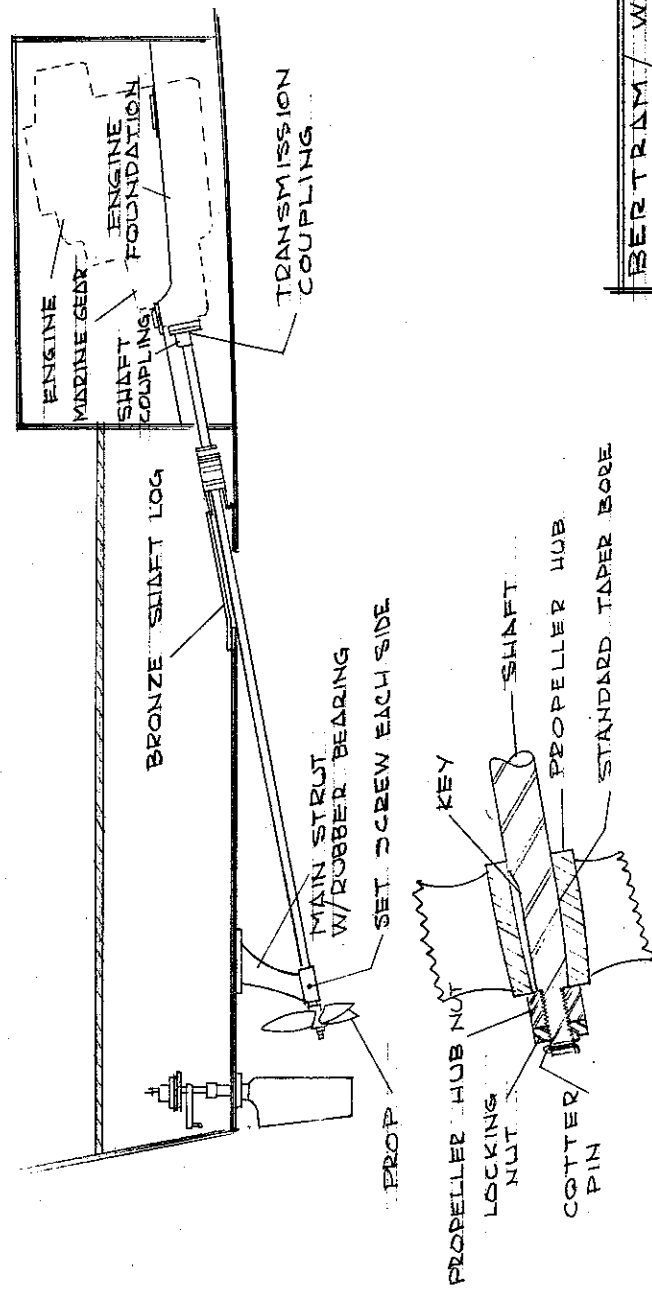 ENGINE
MARINE GEAR
SHAFT
COUPLING
ENGINE
FOUNDATION
TRANSMISSION
COUPLING
BRONZE SHAFT LOG
MAIN STRUT
W/RUBBER BEARING
SET SCREW EACH SIDE
PROP
KEY
SHAFT
PROPELLER HUB
STANDARD TAPER BORE
PROPELLER HUB NUT
LOCKING
NUT
COTTER
PIN
BERTRAM / W